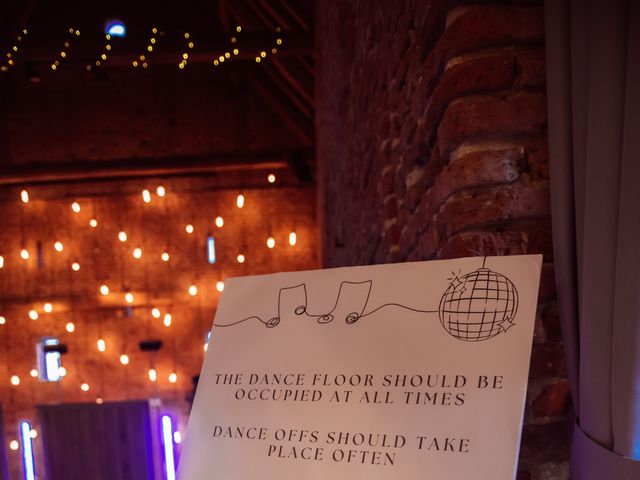 THE DANCE FLOOR SHOULD BE
OCCUPIED AT ALL TIMES
DANCE OFFS SHOULD TAKE
PLACE OFTEN